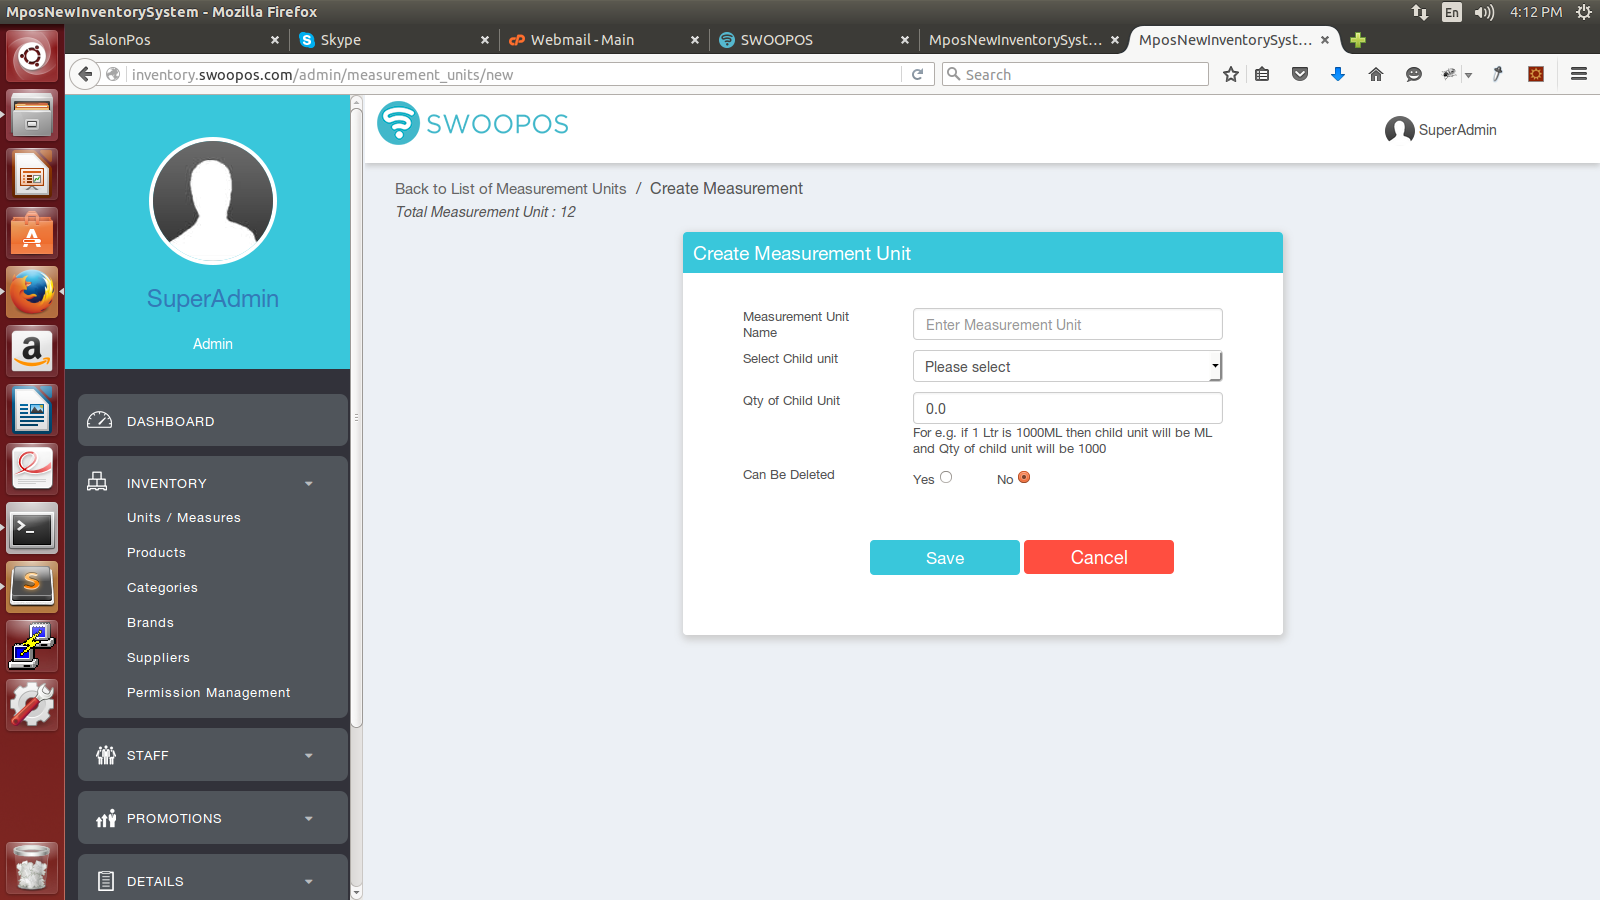 MposNewInventorySystem - Mozilla Firefox
En
4:12 PM
SalonPos
Skype
Webmail - Main
SWOOPOS
MposNewInventorySyst...
MposNewInventorySyst...
inventory.swoopos.com/admin/measurement_units/new
Search
SWOOPOS
SuperAdmin
SuperAdmin
Admin
DASHBOARD
INVENTORY
Units / Measures
Products
Categories
Brands
Suppliers
Permission Management
STAFF
PROMOTIONS
DETAILS
Back to List of Measurement Units / Create Measurement
Total Measurement Unit : 12
Create Measurement Unit
Measurement Unit
Name
Enter Measurement Unit
Select Child unit
Please select
Qty of Child Unit
0.0
For e.g. if 1 Ltr is 1000ML then child unit will be ML
and Qty of child unit will be 1000
Can Be Deleted
Yes
No
Save
Cancel